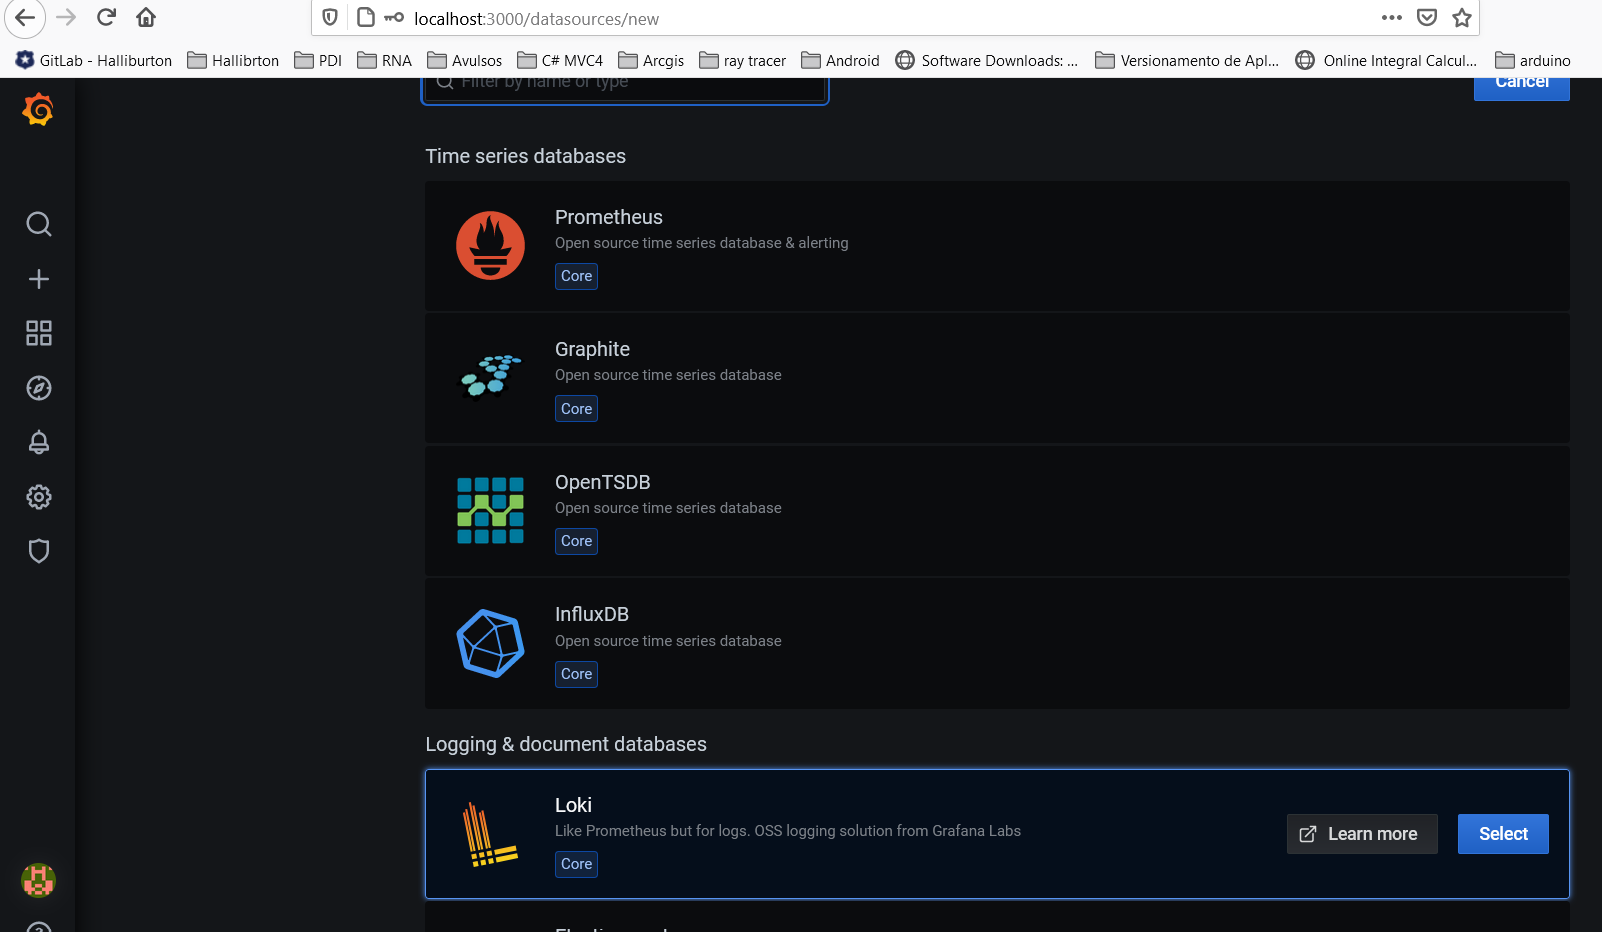 localhost:3000/datasources/new
GitLab - Halliburton Hallibrton PDI RNA Avulsos C# MVC4 Arcgis ray tracer Android Software Downloads: ... Versionamento de Apl... Online Integral Calcul... arduino
Filter by name or type
Cancel
Time series databases
Prometheus
Open source time series database & alerting
Core
Graphite
Open source time series database
Core
OpenTSDB
Open source time series database
Core
InfluxDB
Open source time series database
Core
Logging & document databases
Loki
Like Prometheus but for logs. OSS logging solution from Grafana Labs
Core
Learn more
Select